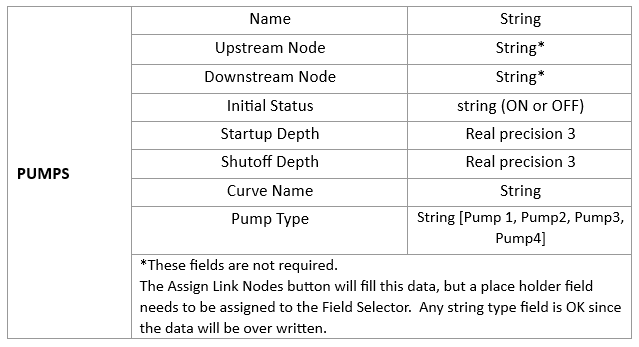 Name String
Upstream Node String*
Downstream Node String*
Initial Status string (ON or OFF)
Startup Depth Real precision 3
Shutoff Depth Real precision 3
PUMPS
Curve Name String
Pump Type String [Pump 1, Pump2, Pump3,
Pump4]
*These fields are not required.
The Assign Link Nodes button will fill this data, but a place holder field
needs to be assigned to the Field Selector.  Any string type field is OK since
the data will be over written.